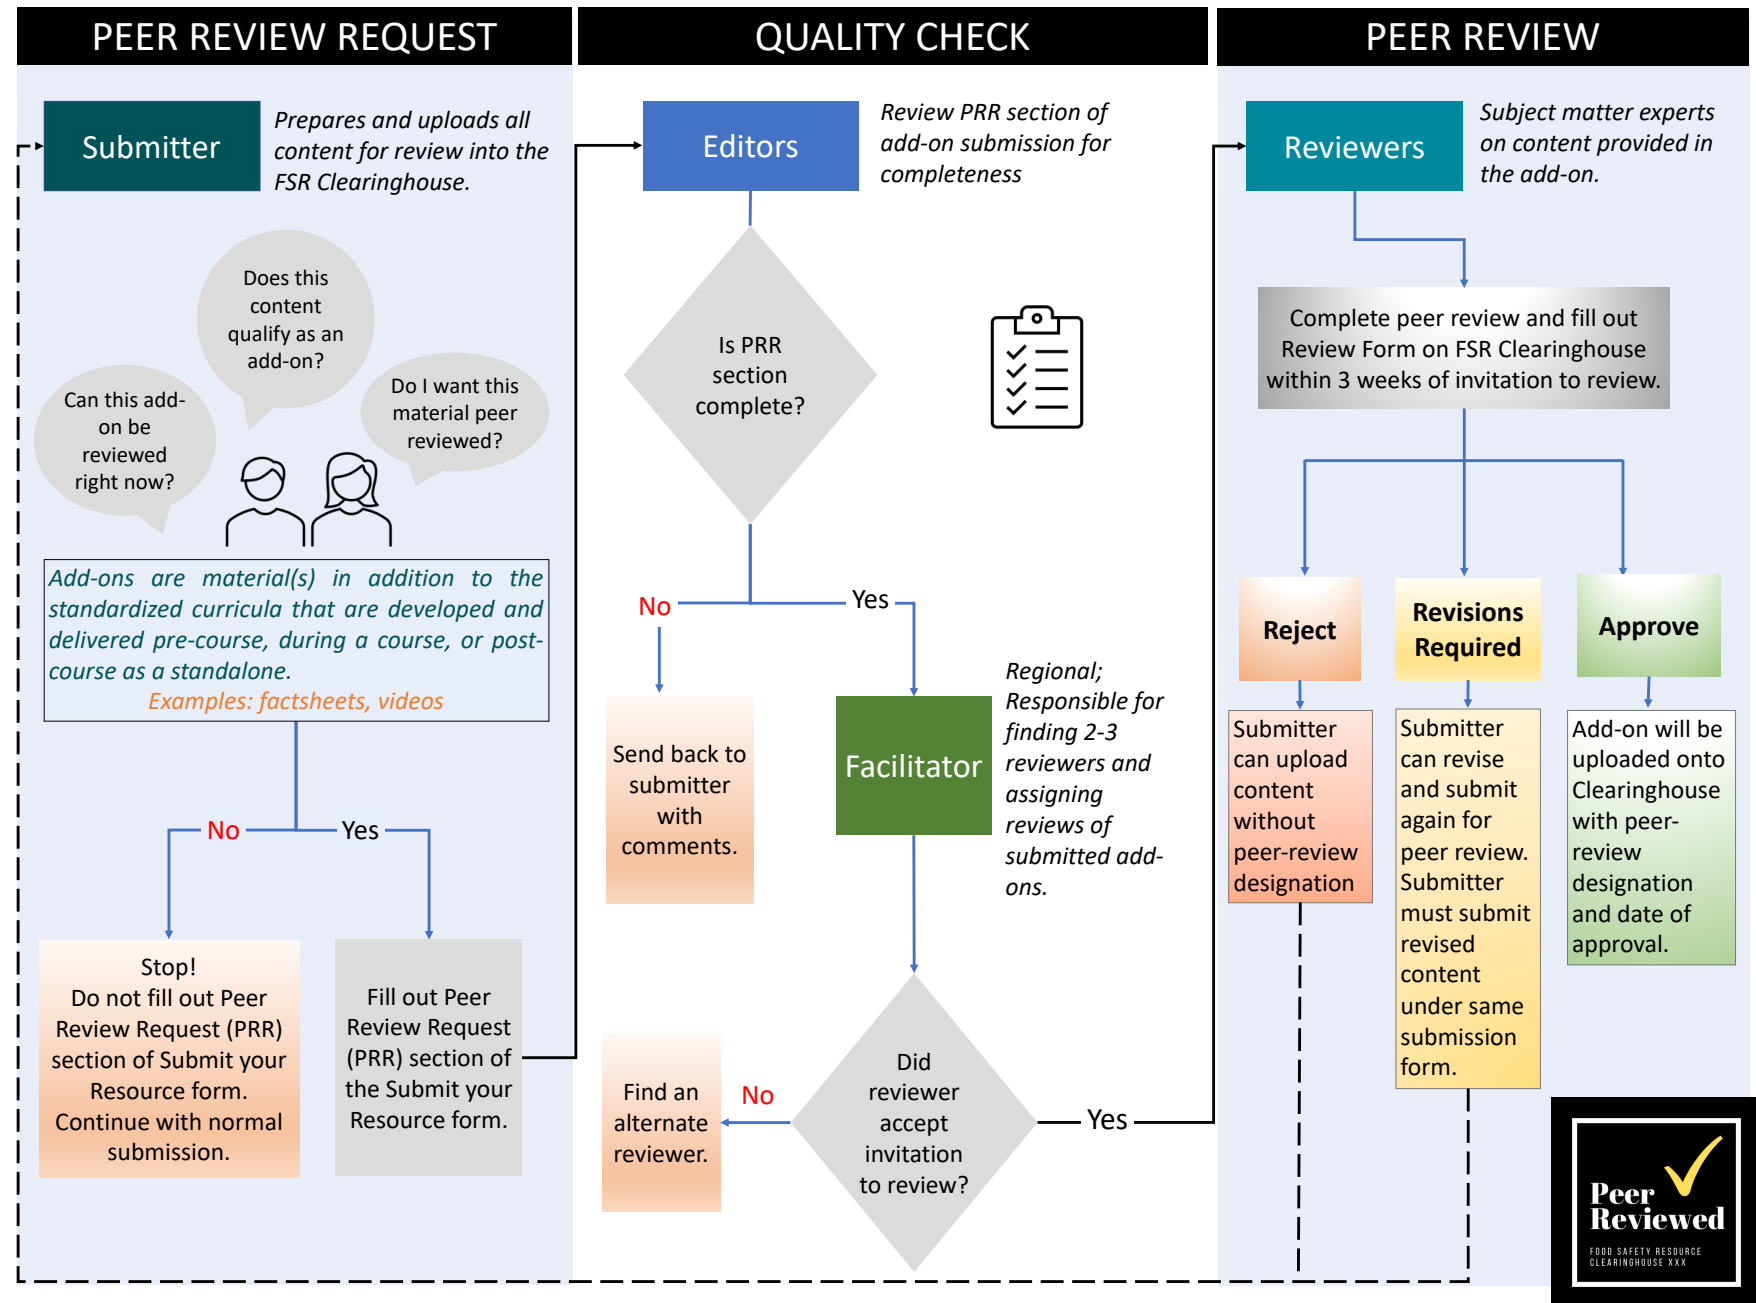 PEER REVIEW REQUEST
Submitter
Prepares and uploads all
content for review into the
FSR Clearinghouse.
Does this
content
qualify as an
add-on?
Can this add-
on be
reviewed
right now?
Do I want this
material peer
reviewed?
Add-ons are material(s) in addition to the
standardized curricula that are developed and
delivered pre-course, during a course, or post-
course as a standalone.
Examples: factsheets, videos
No
Yes
Stop!
Do not fill out Peer
Review Request (PRR)
section of Submit your
Resource form.
Continue with normal
submission.
Fill out Peer
Review Request
(PRR) section of
the Submit your
Resource form.
QUALITY CHECK
Editors
Review PRR section of
add-on submission for
completeness
Is PRR
section
complete?
No
Yes
Send back to
submitter
with
comments.
Facilitator
Regional;
Responsible for
finding 2-3
reviewers and
assigning
reviews of
submitted add-
ons.
Did
reviewer
accept
invitation
to review?
No
Find an
alternate
reviewer.
Yes
PEER REVIEW
Reviewers
Subject matter experts
on content provided in
the add-on.
Complete peer review and fill out
Review Form on FSR Clearinghouse
within 3 weeks of invitation to review.
Reject
Submitter
can upload
content
without
peer-review
designation
Revisions
Required
Submitter
can revise
and submit
again for
peer review.
Submitter
must submit
revised
content
under same
submission
form.
Approve
Add-on will be
uploaded onto
Clearinghouse
with peer-
review
designation
and date of
approval.
Peer
Reviewed
FOOD SAFETY RESOURCE
CLEARINGHOUSE XXX